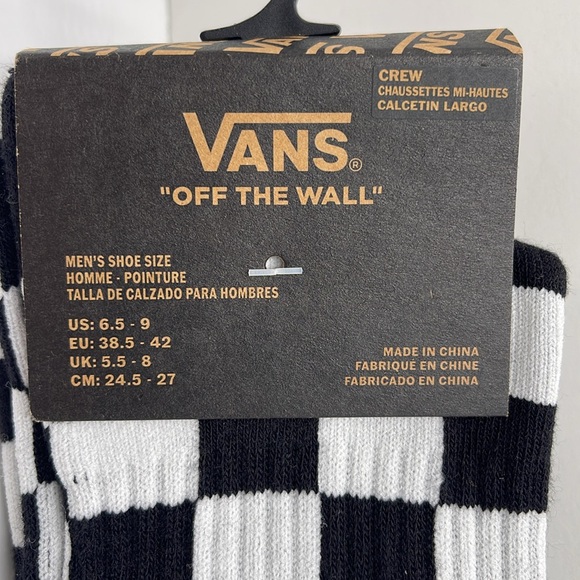 CREW
CHAUSSETTES MI-HAUTES
CALCETIN LARGO
VANS®
"OFF THE WALL"
MEN'S SHOE SIZE
HOMME - POINTURE
TALLA DE CALZADO PARA HOMBRES
US: 6.5 - 9
EU: 38.5 - 42
UK: 5.5 - 8
CM: 24.5 - 27
MADE IN CHINA
FABRIQUÉ EN CHINE
FABRICADO EN CHINA